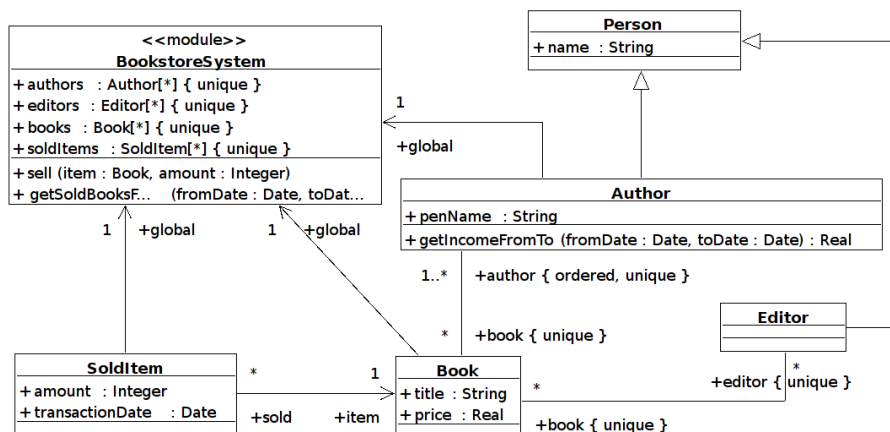 <<module>>
BookstoreSystem
+ authors : Author[*] { unique }
+ editors : Editor[*] { unique }
+ books : Book[*] { unique }
+ soldItems : SoldItem[*] { unique }
+ sell (item : Book, amount : Integer)
+ getSoldBooksF... (fromDate : Date, toDat...
Person
+ name : String
1
+global
Author
+ penName : String
+ getIncomeFromTo (fromDate : Date, toDate : Date) : Real
1 +global
1 +global
1..* +author { ordered, unique }
* +book { unique }
Editor
SoldItem
+ amount : Integer
+ transactionDate : Date
* 1
+sold +item
Book
+ title : String
+ price : Real
*
+editor { unique }
*
+book { unique }